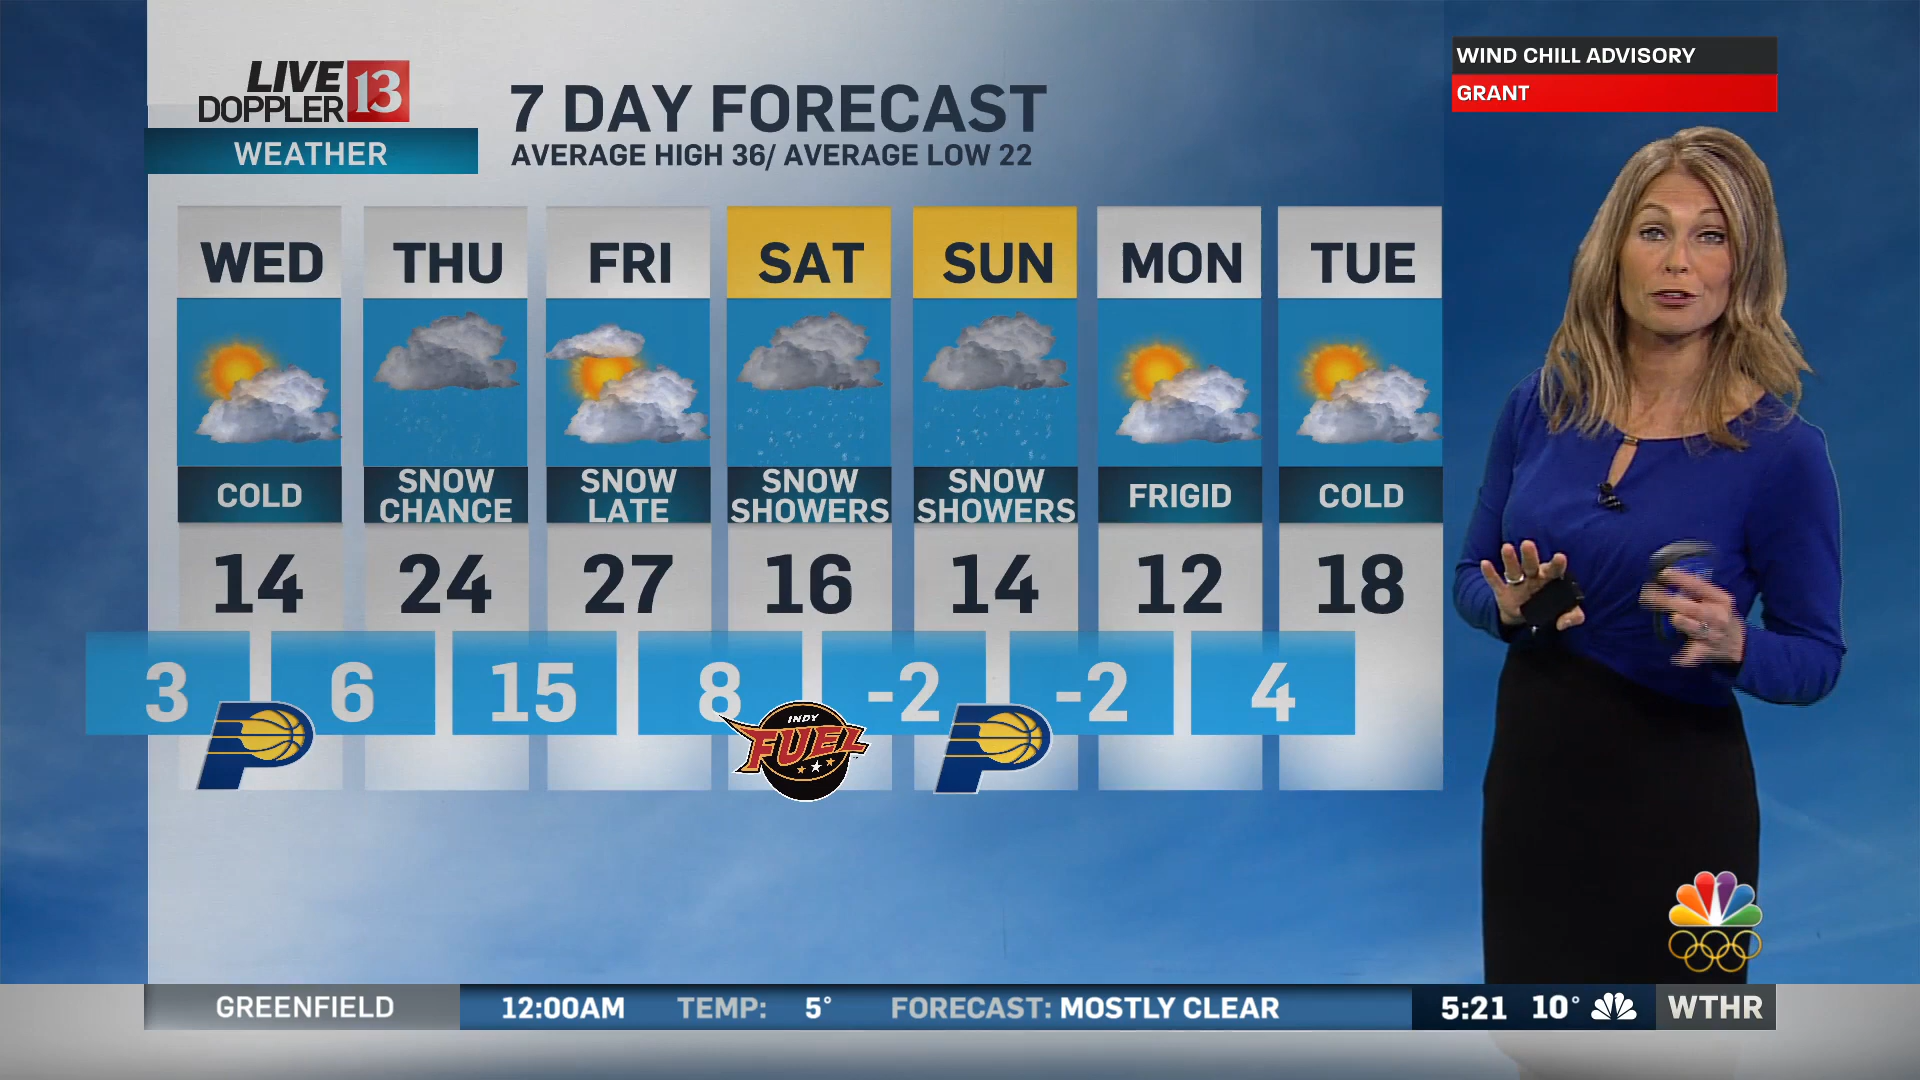 LIVE
DOPPLER 13
WEATHER
7 DAY FORECAST
AVERAGE HIGH 36/ AVERAGE LOW 22
WIND CHILL ADVISORY
GRANT
WED THU FRI SAT SUN MON TUE
COLD
SNOW
CHANCE
SNOW
LATE
SNOW
SHOWERS
SNOW
SHOWERS
FRIGID
COLD
14 24 27 16 14 12 18
3 6 15 8 -2 -2 4
INDY
FUEL
GREENFIELD
12:00AM TEMP: 5° FORECAST: MOSTLY CLEAR
5:21 10° WTHR